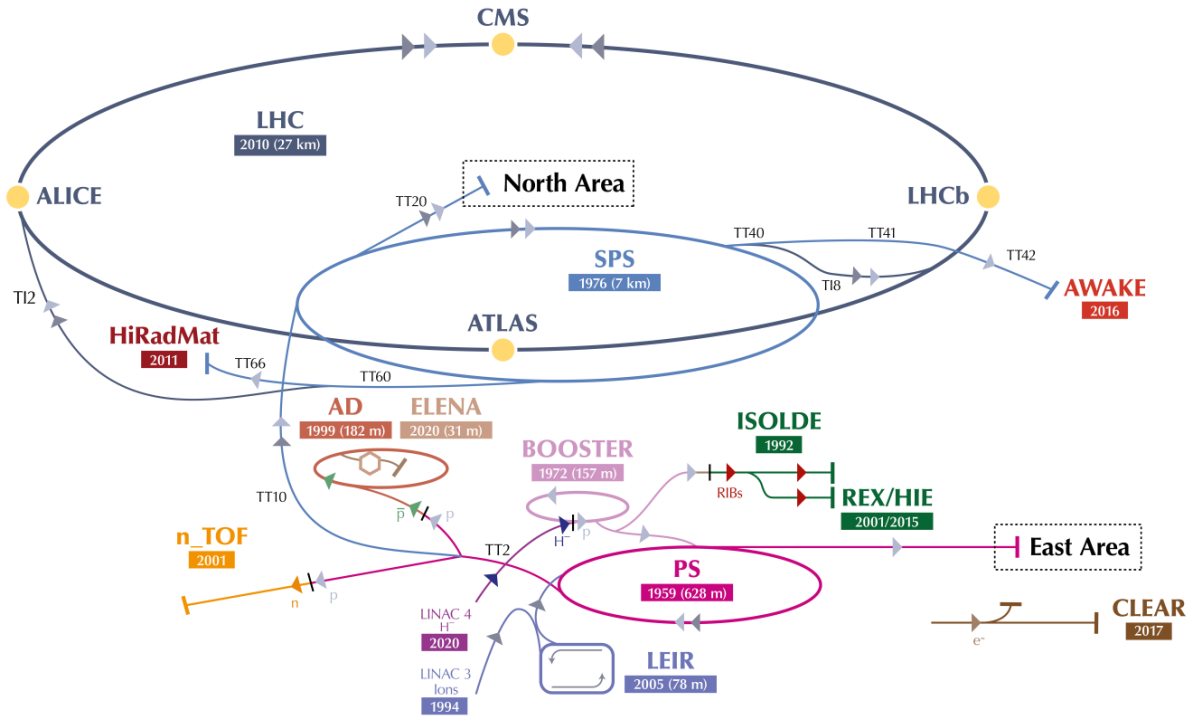 CMS
LHC
2010 (27 km)
North Area
ALICE
LHCb
TT20
TT40
TT41
SPS
1976 (7 km)
TT42
TI8
AWAKE
2016
TI2
ATLAS
HiRadMat
2011
TT66
TT60
AD
1999 (182 m)
ELENA
2020 (31 m)
ISOLDE
1992
BOOSTER
1972 (157 m)
RIBs
REX/HIE
2001/2015
TT10
p̅
p
H⁻
p
TT2
n_TOF
2001
East Area
PS
1959 (628 m)
n
p
LINAC 4
H⁻
2020
CLEAR
2017
e⁻
LEIR
2005 (78 m)
LINAC 3
Ions
1994